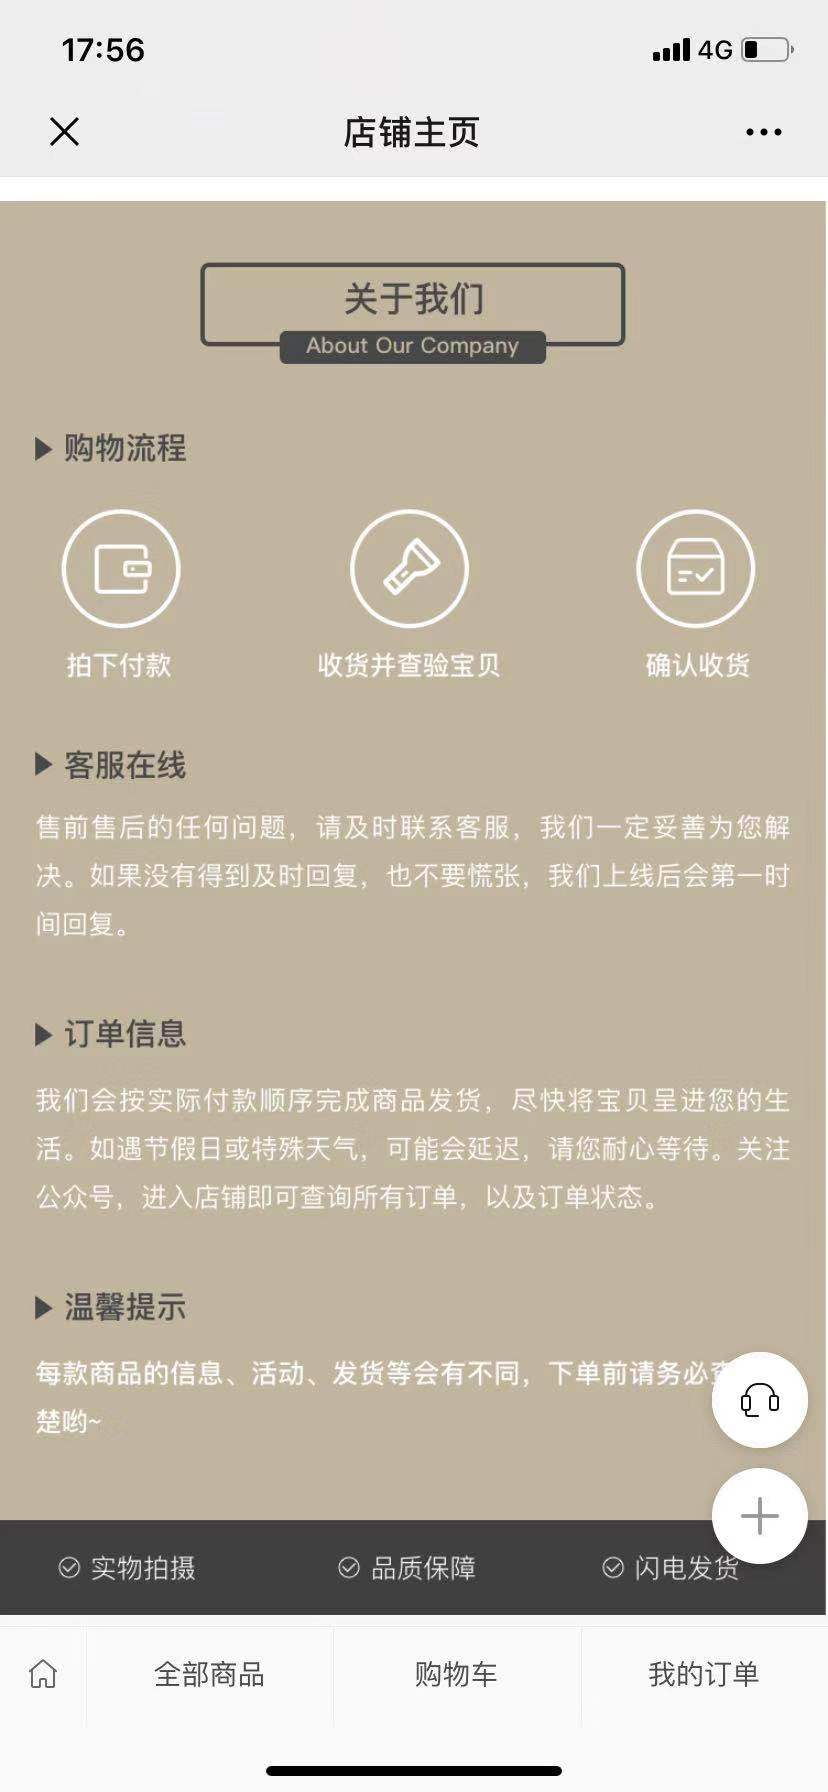 17:56
4G
店铺主页
关于我们
About Our Company
购物流程
拍下付款
收货并查验宝贝
确认收货
客服在线
售前售后的任何问题，请及时联系客服，我们一定妥善为您解
决。如果没有得到及时回复，也不要慌张，我们上线后会第一时
间回复。
订单信息
我们会按实际付款顺序完成商品发货，尽快将宝贝呈进您的生
活。如遇节假日或特殊天气，可能会延迟，请您耐心等待。关注
公众号，进入店铺即可查询所有订单，以及订单状态。
温馨提示
每款商品的信息、活动、发货等会有不同，下单前请务必
楚哟~
实物拍摄
品质保障
闪电发货
全部商品
购物车
我的订单